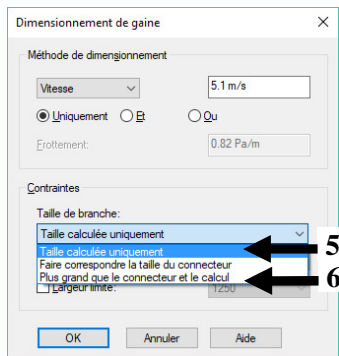 Dimensionnement de gaine
Méthode de dimensionnement
Vitesse
5.1 m/s
Uniquement
Et
Ou
Frottement:
0.82 Pa/m
Contraintes
Taille de branche:
Taille calculée uniquement
Taille calculée uniquement
5
Faire correspondre la taille du connecteur
Plus grand que le connecteur et le calcul
6
Largeur limite:
1250
OK
Annuler
Aide